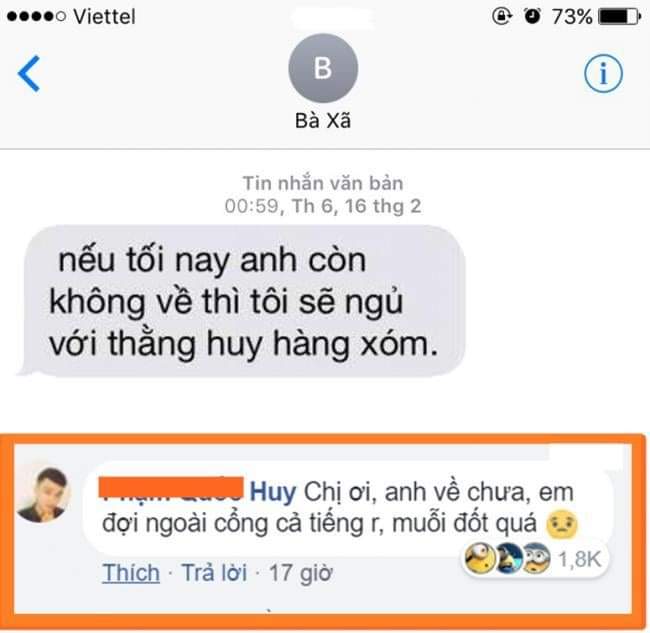 Viettel 73%
B
Bà Xã
Tin nhắn văn bản
00:59, Th 6, 16 thg 2
nếu tối nay anh còn
không về thì tôi sẽ ngủ
với thằng huy hàng xóm.
Huy Chị ơi, anh về chưa, em
đợi ngoài cổng cả tiếng r, muỗi đốt quá
1,8K
Thích · Trả lời · 17 giờ